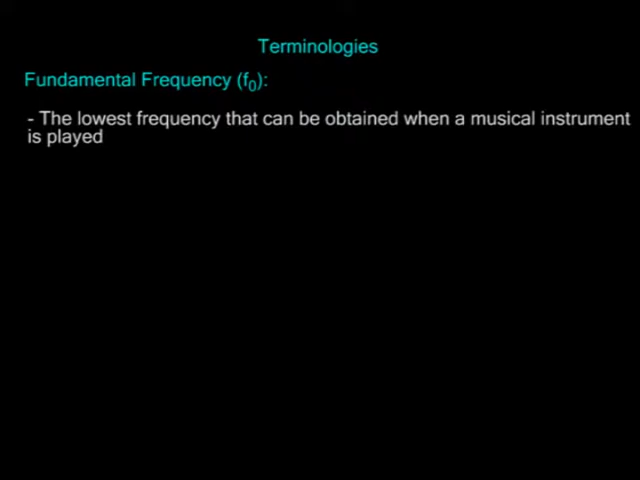 Terminologies
Fundamental Frequency (f₀):
- The lowest frequency that can be obtained when a musical instrument
is played